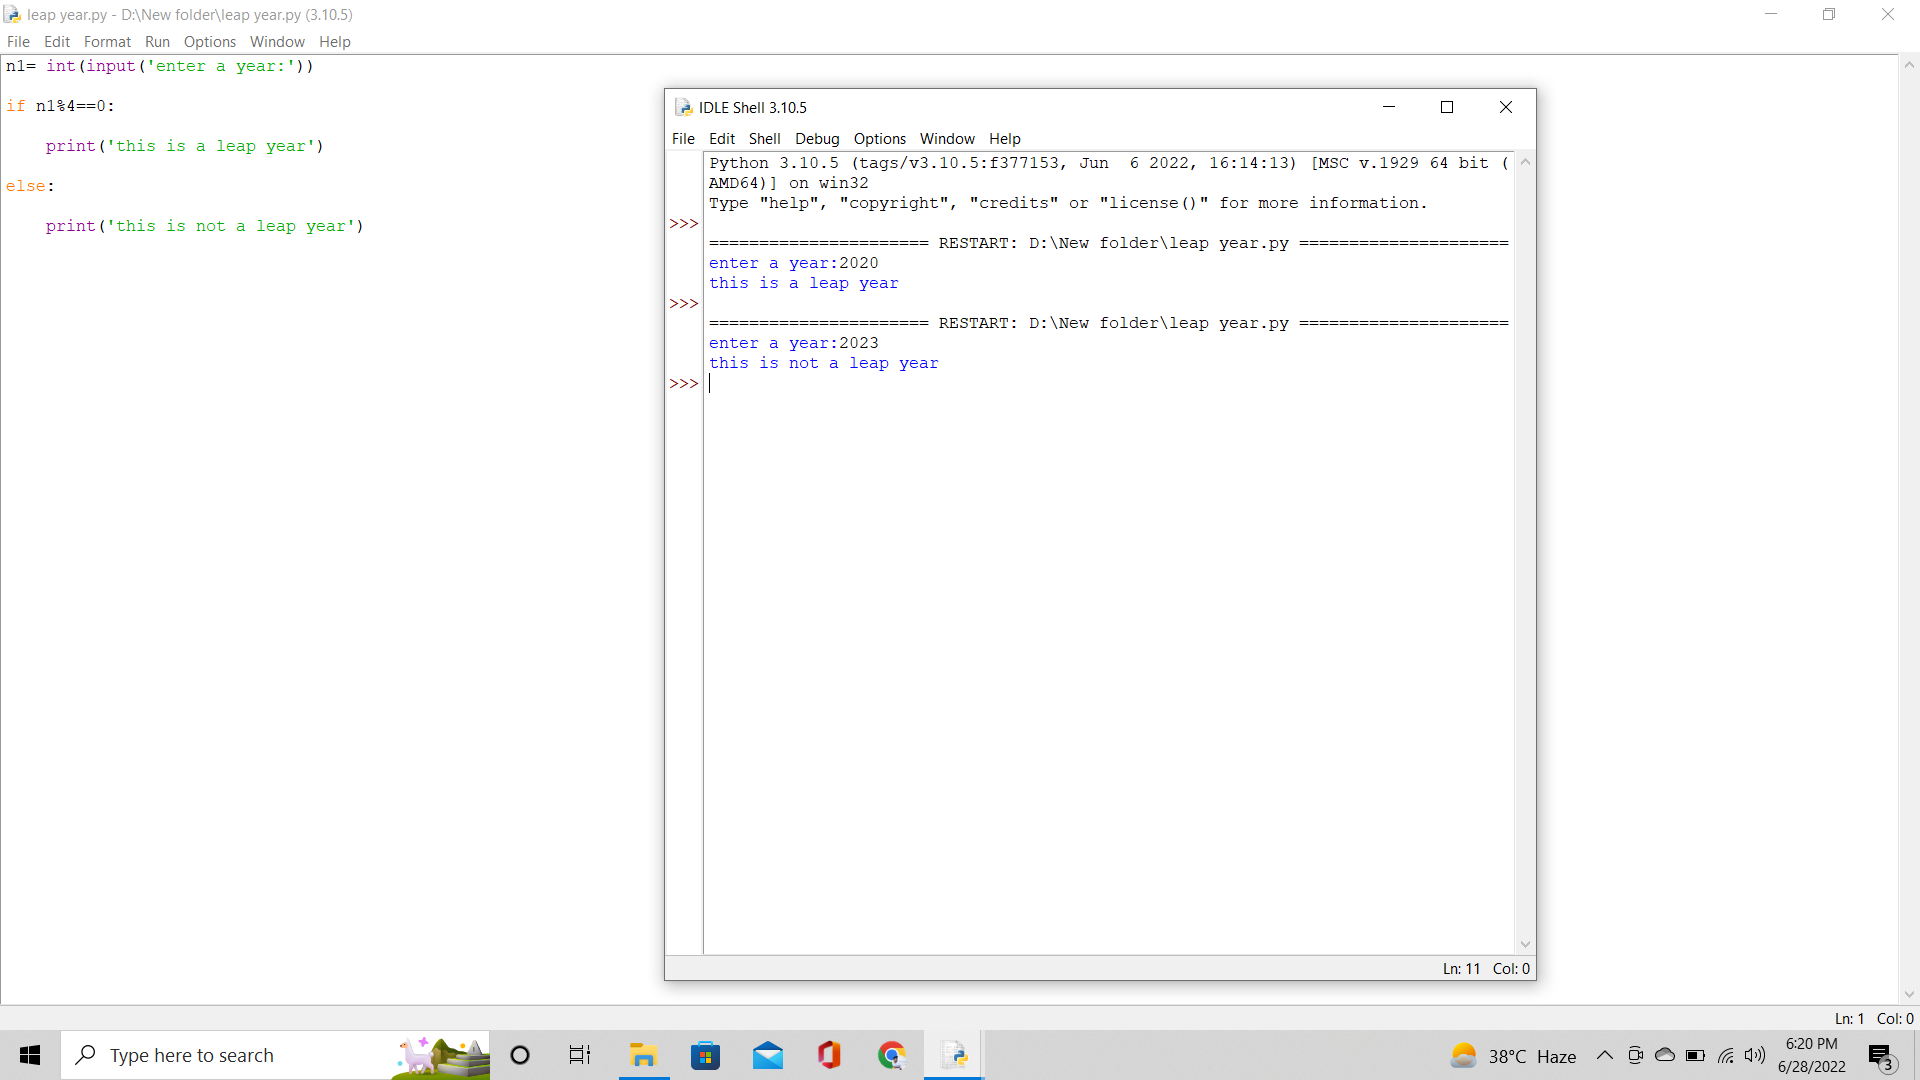 leap year.py - D:\New folder\leap year.py (3.10.5)
File Edit Format Run Options Window Help
n1= int(input('enter a year:'))
if n1%4==0:
    print('this is a leap year')
else:
    print('this is not a leap year')
IDLE Shell 3.10.5
File Edit Shell Debug Options Window Help
Python 3.10.5 (tags/v3.10.5:f377153, Jun  6 2022, 16:14:13) [MSC v.1929 64 bit (
AMD64)] on win32
Type "help", "copyright", "credits" or "license()" for more information.
>>>
====================== RESTART: D:\New folder\leap year.py =====================
enter a year:2020
this is a leap year
>>>
====================== RESTART: D:\New folder\leap year.py =====================
enter a year:2023
this is not a leap year
>>>
Ln: 11 Col: 0
Ln: 1 Col: 0
Type here to search
38°C Haze
6:20 PM
6/28/2022
3